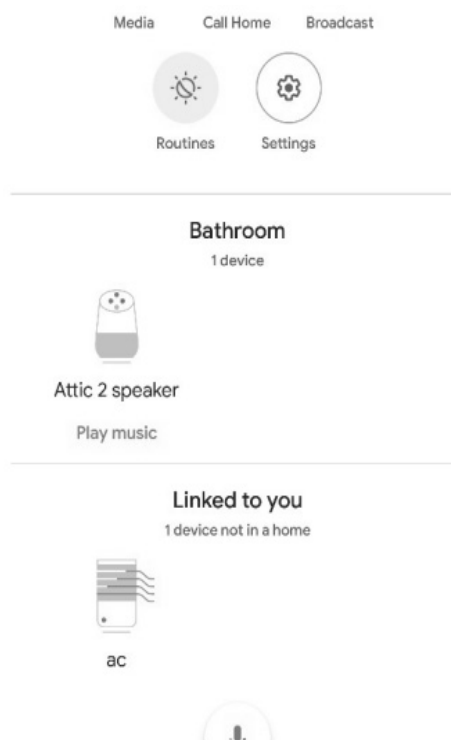 Media Call Home Broadcast
Routines Settings
Bathroom
1 device
Attic 2 speaker
Play music
Linked to you
1 device not in a home
ac